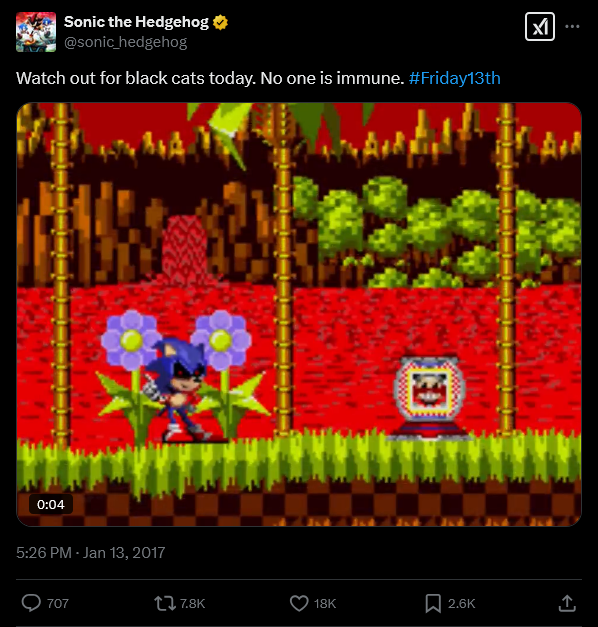 Sonic the Hedgehog
@sonic_hedgehog
Watch out for black cats today. No one is immune. #Friday13th
0:04
5:26 PM · Jan 13, 2017
707 7.8K 18K 2.6K